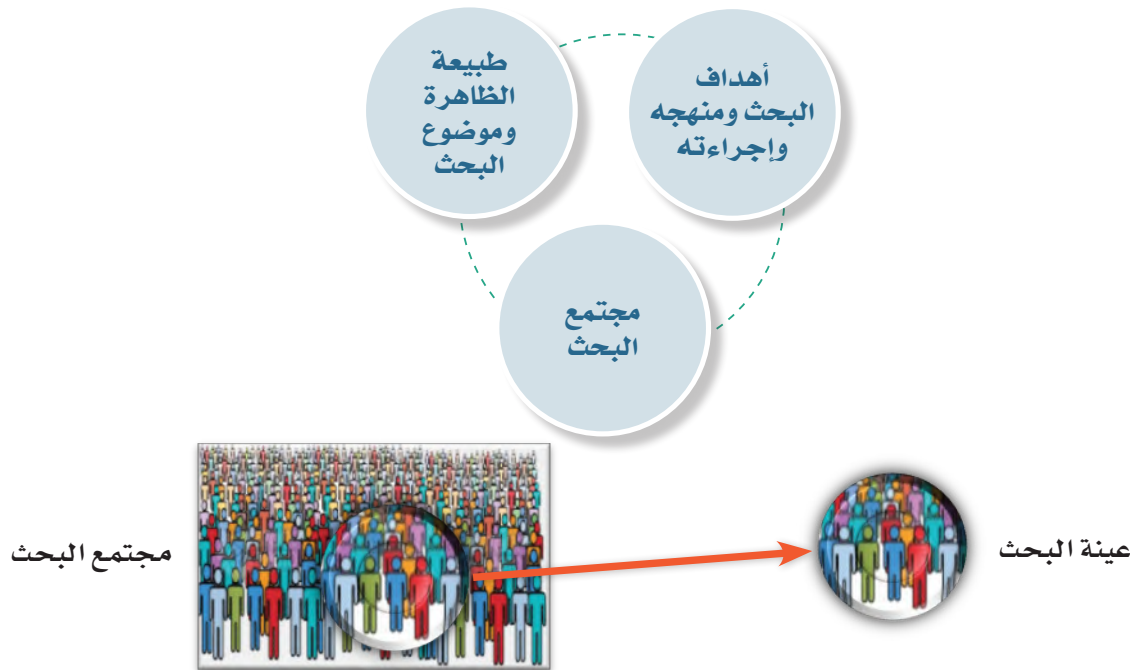 أهداف
البحث ومنهجه
وإجراءته
طبيعة
الظاهرة
وموضوع
البحث
مجتمع
البحث
مجتمع البحث
عينة البحث